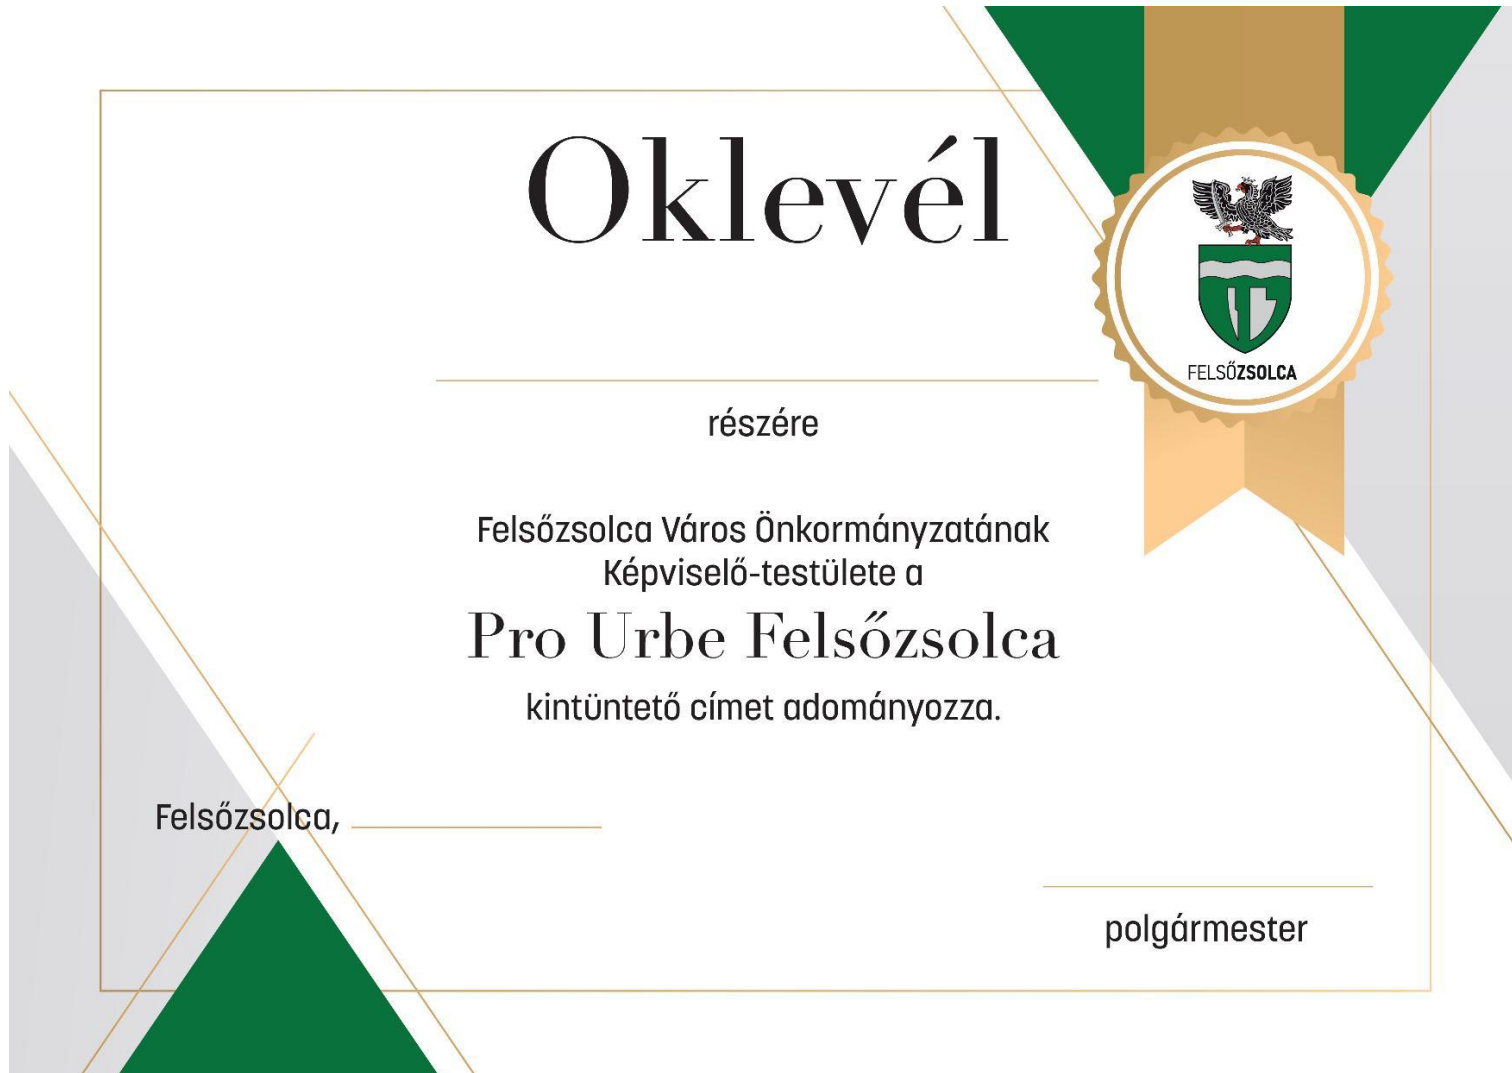 Oklevél
FELSŐZSOLCA
részére
Felsőzsolca Város Önkormányzatának
Képviselő-testülete a
Pro Urbe Felsőzsolca
kintüntető címet adományozza.
Felsőzsolca,
polgármester